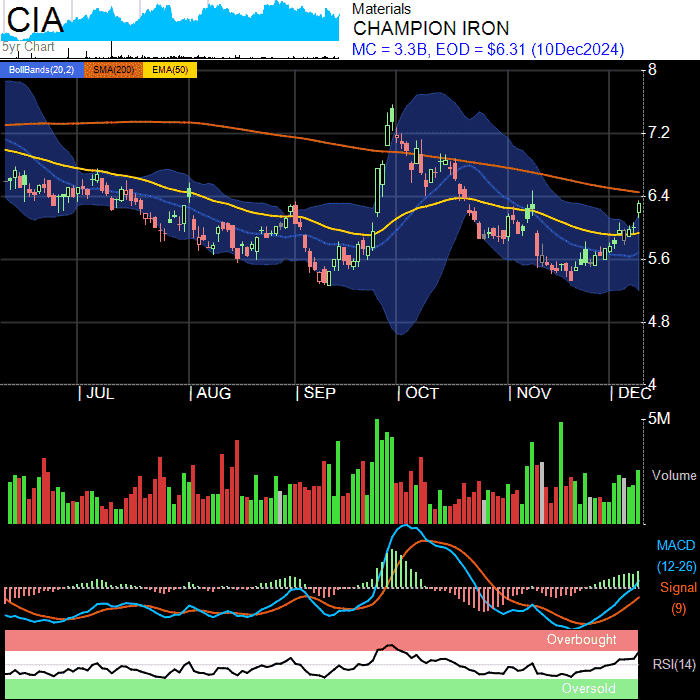 CIA
5yr Chart
Materials
CHAMPION IRON
MC = 3.3B, EOD = $6.31 (10Dec2024)
BollBands(20,2) SMA(200) EMA(50)
8
7.2
6.4
5.6
4.8
4
| JUL | AUG | SEP | OCT | NOV | DEC
5M
Volume
MACD
(12-26)
Signal
(9)
Overbought
RSI(14)
Oversold